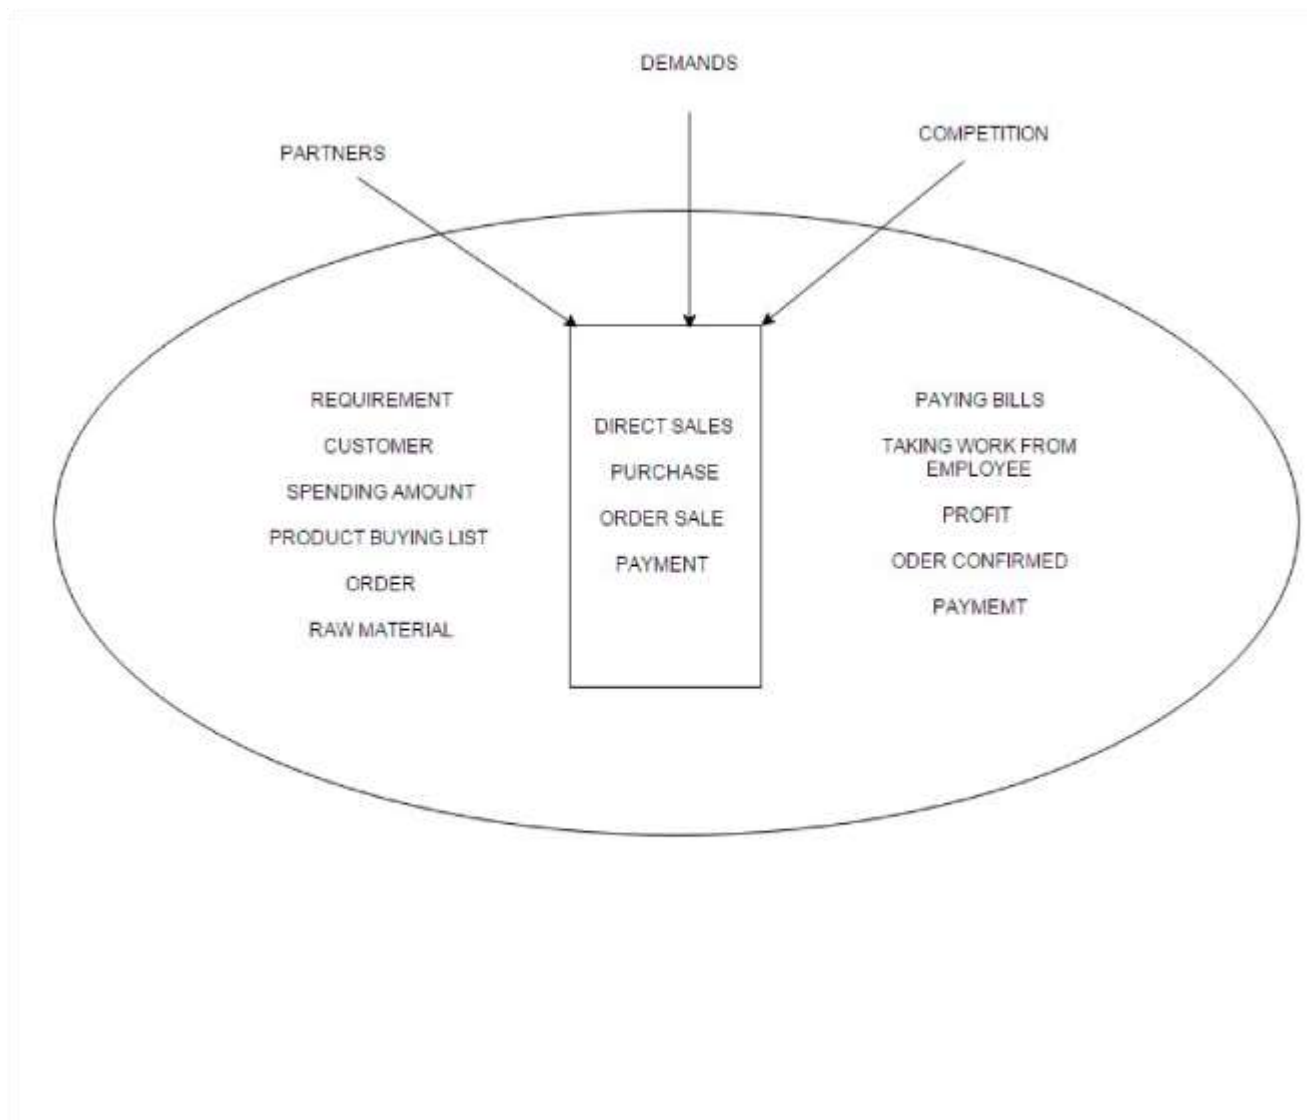 DEMANDS
COMPETITION
PARTNERS
REQUIREMENT
CUSTOMER
SPENDING AMOUNT
PRODUCT BUYING LIST
ORDER
RAW MATERIAL
DIRECT SALES
PURCHASE
ORDER SALE
PAYMENT
PAYING BILLS
TAKING WORK FROM
EMPLOYEE
PROFIT
ODER CONFIRMED
PAYMEMT